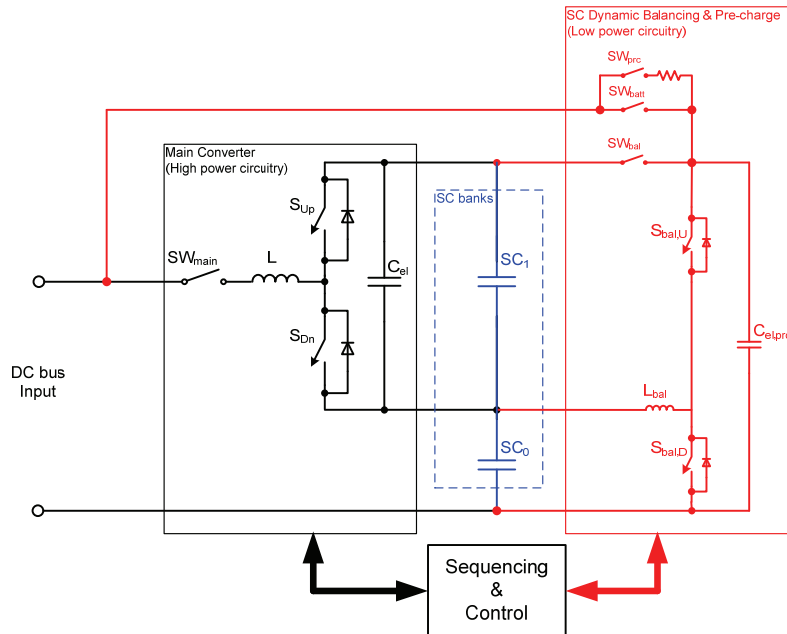 SC Dynamic Balancing & Pre-charge
(Low power circuitry)
SWprc
SWbatt
SWbal
Main Converter
(High power circuitry)
SC banks
SUp
Sbal,U
SWmain
L
Cel
SC1
SDn
Cel,prc
DC bus
Input
Lbal
SC0
Sbal,D
Sequencing
&
Control